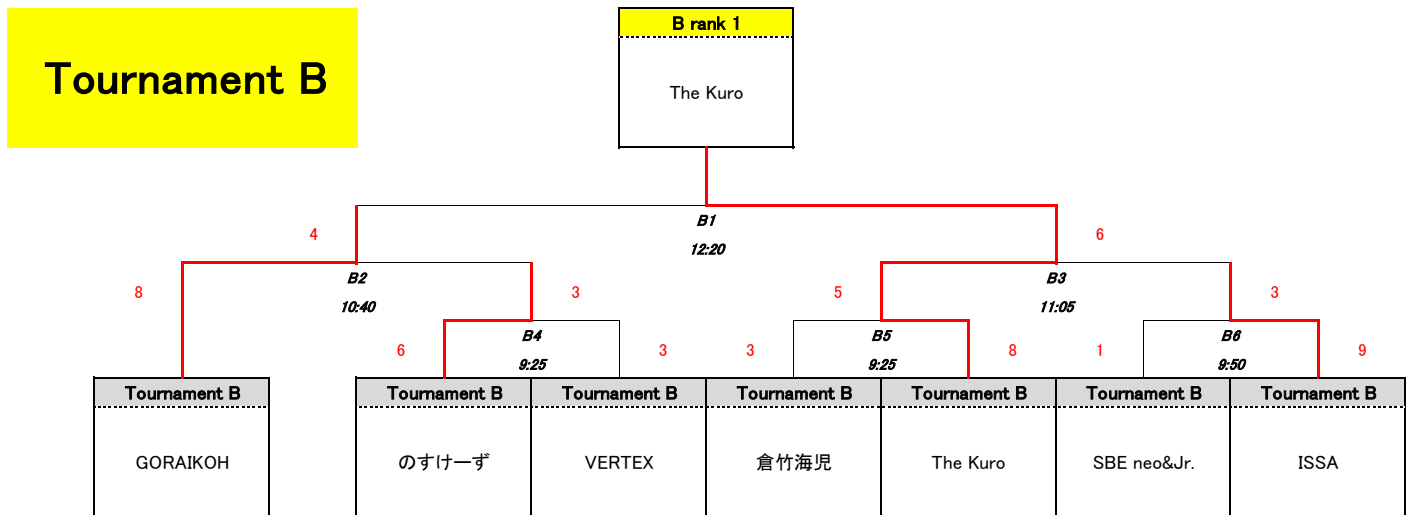 B rank 1
Tournament B
The Kuro
B1
4
6
12:20
B2
B3
8
3
5
3
10:40
11:05
B4
B5
B6
6
3
3
8
1
9
9:25
9:25
9:50
Tournament B
Tournament B
Tournament B
Tournament B
Tournament B
Tournament B
Tournament B
GORAIKOH
のすけーず
VERTEX
倉竹海児
The Kuro
SBE neo&Jr.
ISSA